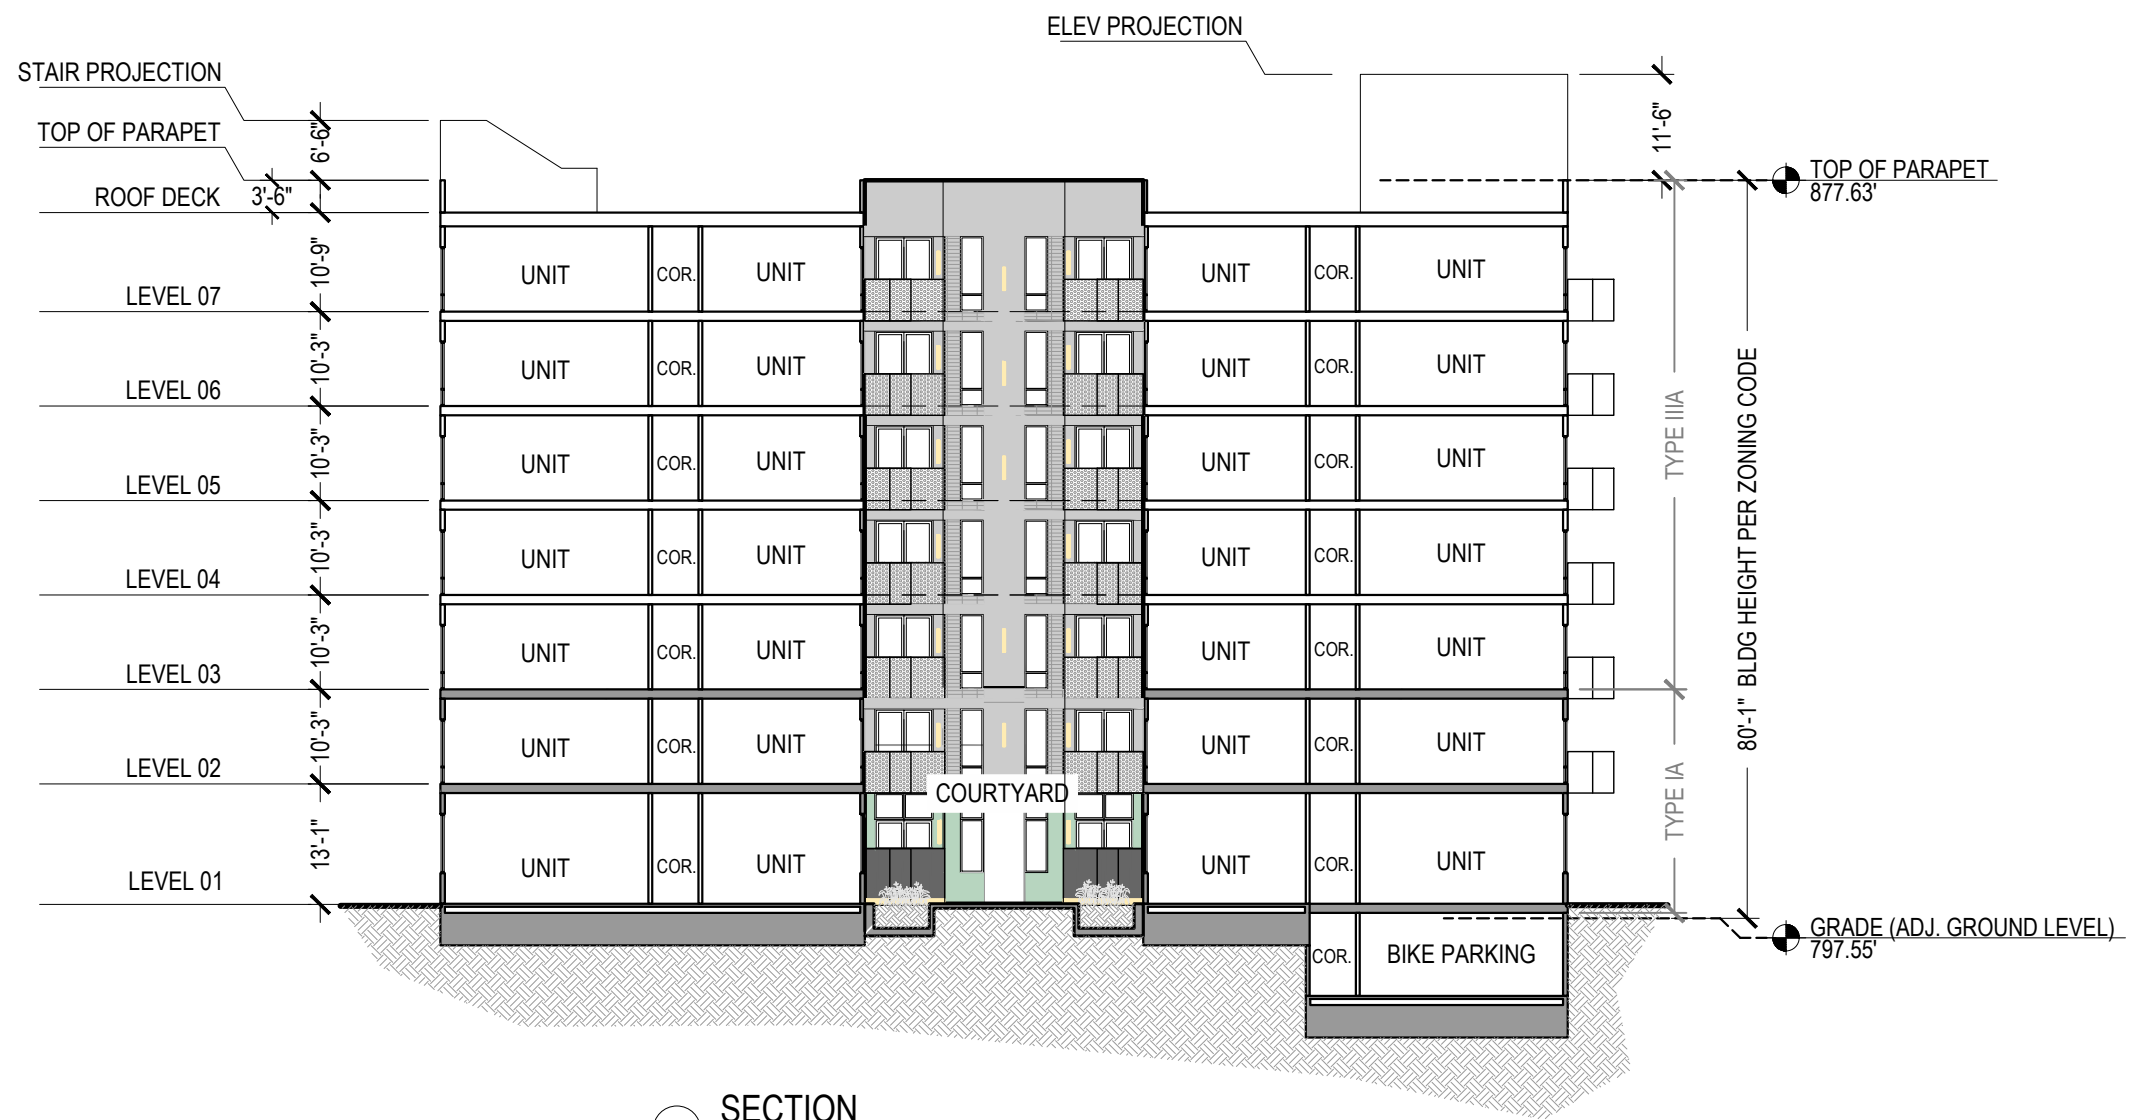 ELEV PROJECTION
STAIR PROJECTION
TOP OF PARAPET
ROOF DECK
6'-6"
3'-6"
11'-6"
TOP OF PARAPET
877.63'
LEVEL 07
10'-9"
UNIT COR. UNIT UNIT COR. UNIT
LEVEL 06
10'-3"
UNIT COR. UNIT UNIT COR. UNIT
LEVEL 05
10'-3"
UNIT COR. UNIT UNIT COR. UNIT
LEVEL 04
10'-3"
UNIT COR. UNIT UNIT COR. UNIT
LEVEL 03
10'-3"
UNIT COR. UNIT UNIT COR. UNIT
LEVEL 02
10'-3"
UNIT COR. UNIT UNIT COR. UNIT
COURTYARD
LEVEL 01
13'-1"
UNIT COR. UNIT UNIT COR. UNIT
TYPE IIIA
TYPE IA
80'-1" BLDG HEIGHT PER ZONING CODE
GRADE (ADJ. GROUND LEVEL)
797.55'
COR. BIKE PARKING
SECTION